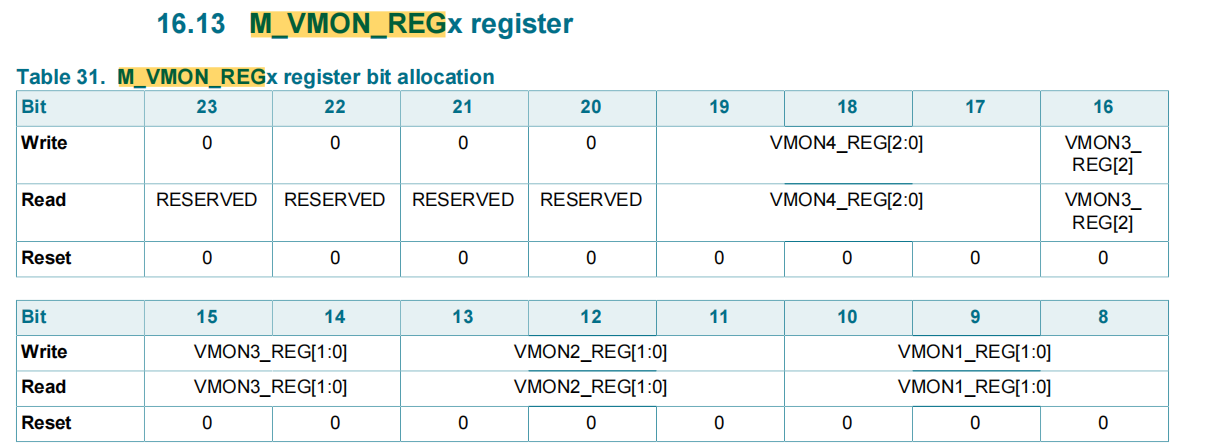 16.13 M_VMON_REGx register
Table 31. M_VMON_REGx register bit allocation
Bit 23 22 21 20 19 18 17 16
Write 0 0 0 0 VMON4_REG[2:0] VMON3_
REG[2]
Read RESERVED RESERVED RESERVED RESERVED VMON4_REG[2:0] VMON3_
REG[2]
Reset 0 0 0 0 0 0 0 0
Bit 15 14 13 12 11 10 9 8
Write VMON3_REG[1:0] VMON2_REG[1:0] VMON1_REG[1:0]
Read VMON3_REG[1:0] VMON2_REG[1:0] VMON1_REG[1:0]
Reset 0 0 0 0 0 0 0 0